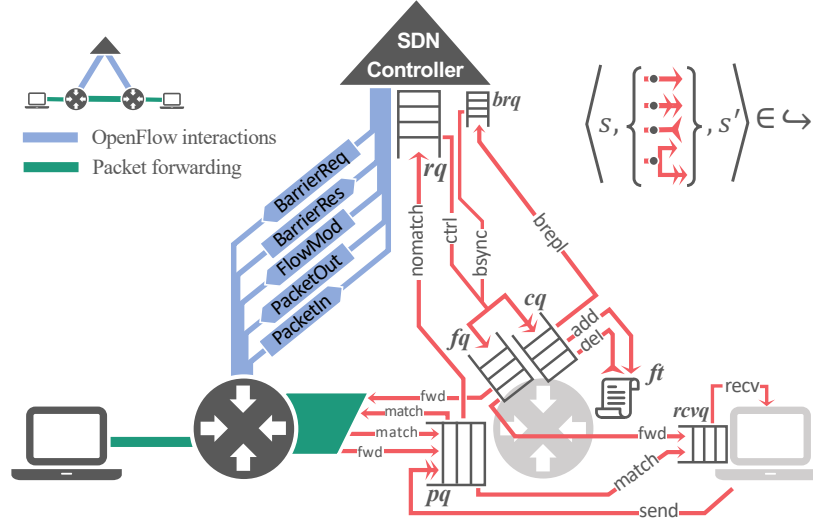 SDN
Controller
brq
⟨s, { }, s′⟩ ∈ ↪
OpenFlow interactions
Packet forwarding
rq
BarrierReq
BarrierRes
FlowMod
PacketOut
PacketIn
nomatch
ctrl
bsync
brepl
cq
fq
add
del
ft
fwd
match
match
fwd
pq
rcvq
recv
fwd
match
send